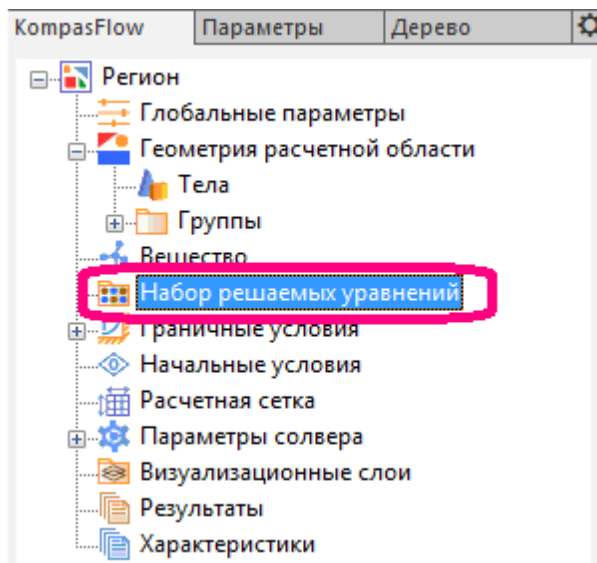 KompasFlow Параметры Дерево
Регион
Глобальные параметры
Геометрия расчетной области
Тела
Группы
Вещество
Набор решаемых уравнений
Граничные условия
Начальные условия
Расчетная сетка
Параметры солвера
Визуализационные слои
Результаты
Характеристики